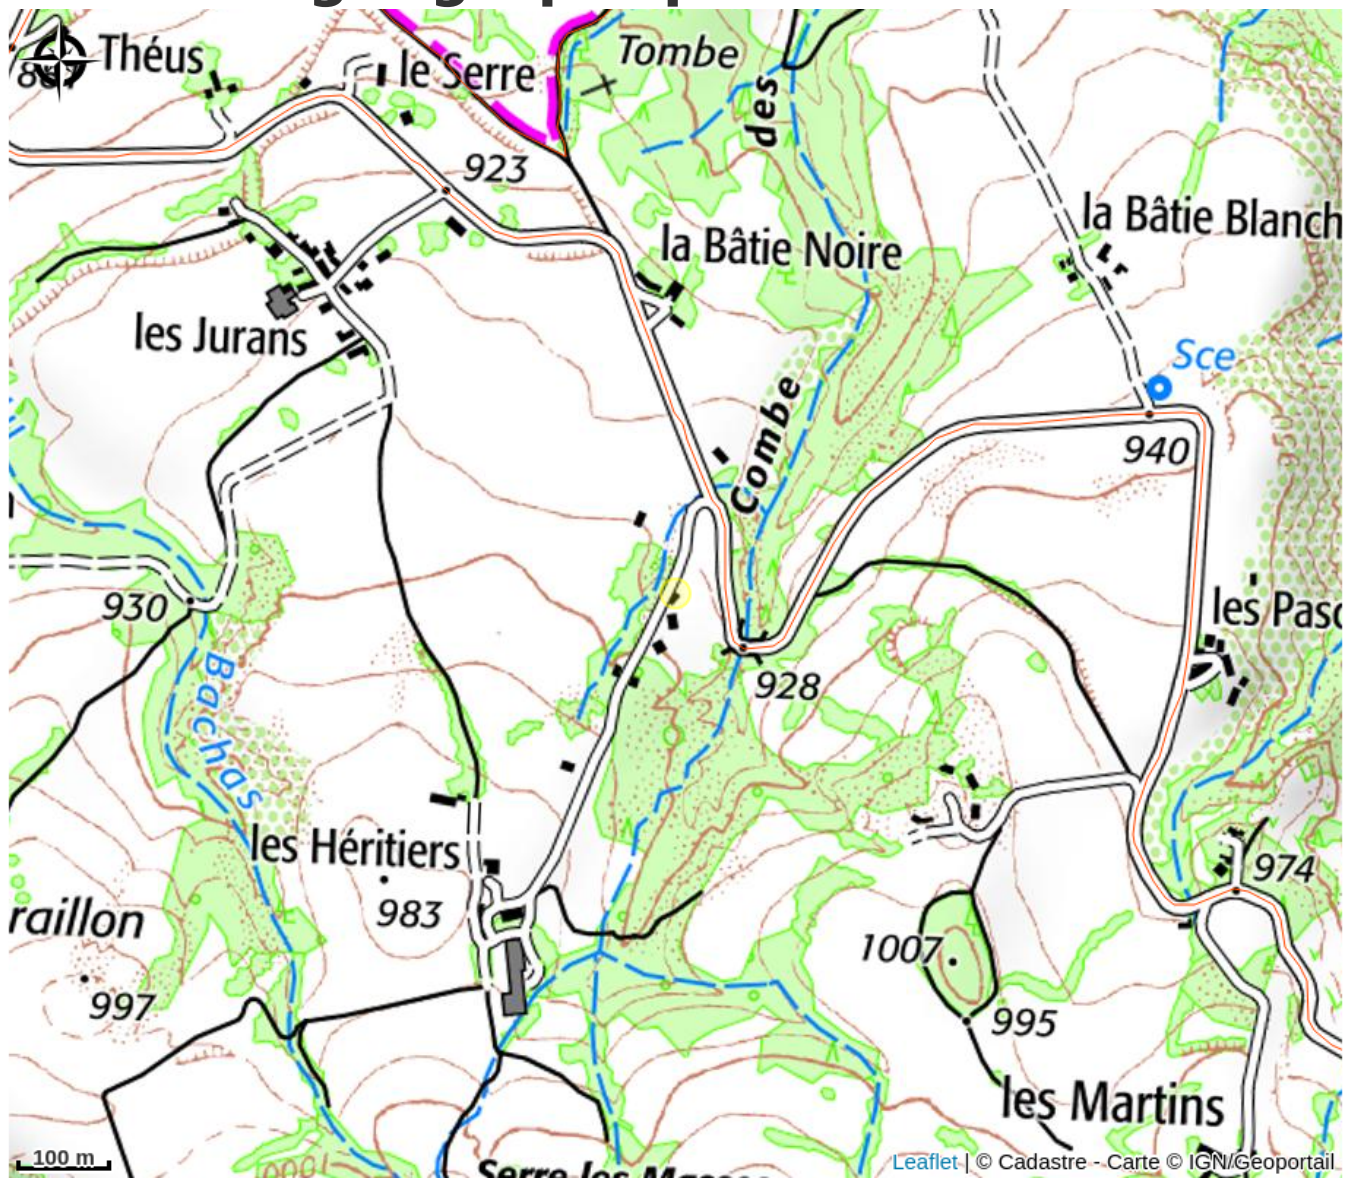 Théus
le Serre
Tombe
des
923
la Bâtie Noire
la Bâtie Blanch
les Jurans
Sce
Combe
940
930
les Pasc
928
Bachas
les Héritiers
974
983
raillon
1007
997
995
les Martins
1000
100 m
Leaflet | © Cadastre - Carte © IGN/Geoportail